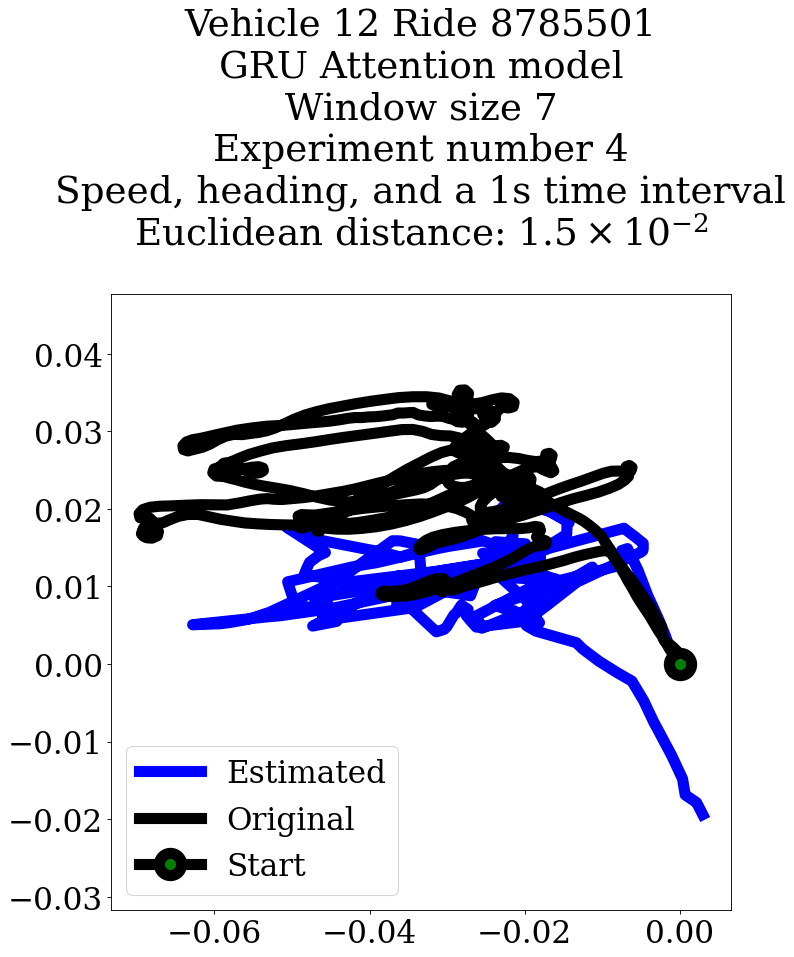 Vehicle 12 Ride 8785501
GRU Attention model
Window size 7
Experiment number 4
Speed, heading, and a 1s time interval
Euclidean distance: 1.5 × 10⁻²
0.04
0.03
0.02
0.01
0.00
−0.01
−0.02
−0.03
Estimated
Original
Start
−0.06
−0.04
−0.02
0.00